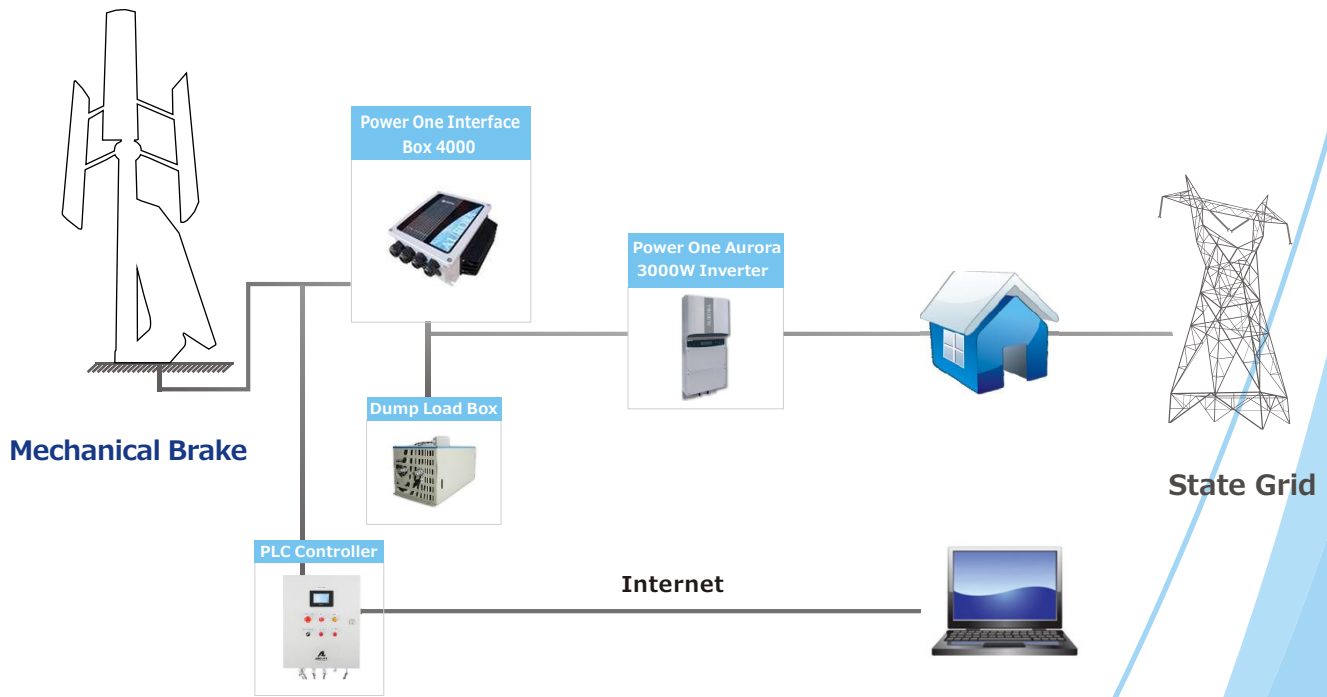 Power One Interface
Box 4000
Power One Aurora
3000W Inverter
Dump Load Box
Mechanical Brake
State Grid
PLC Controller
Internet